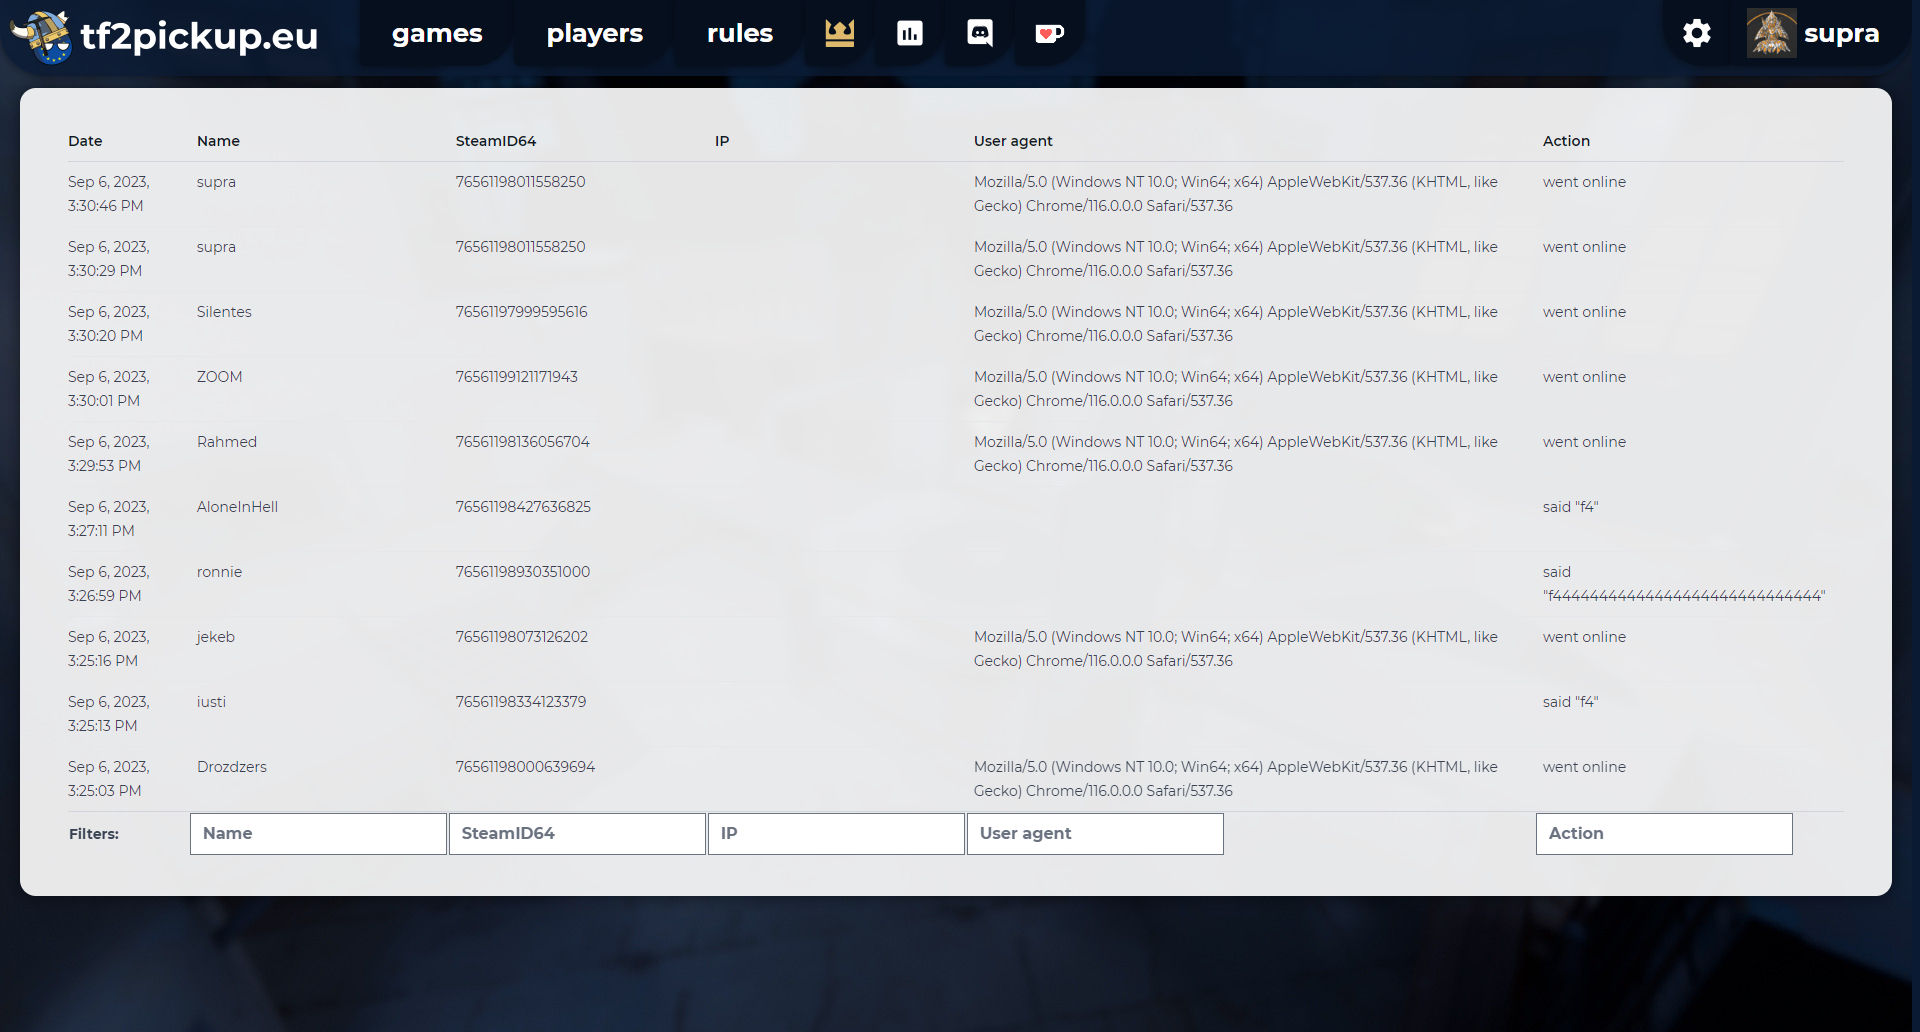 tf2pickup.eu games players rules supra
Date Name SteamID64 IP User agent Action
Sep 6, 2023, supra 76561198011558250 Mozilla/5.0 (Windows NT 10.0; Win64; x64) AppleWebKit/537.36 (KHTML, like went online
3:30:46 PM Gecko) Chrome/116.0.0.0 Safari/537.36
Sep 6, 2023, supra 76561198011558250 Mozilla/5.0 (Windows NT 10.0; Win64; x64) AppleWebKit/537.36 (KHTML, like went online
3:30:29 PM Gecko) Chrome/116.0.0.0 Safari/537.36
Sep 6, 2023, Silentes 76561197999595616 Mozilla/5.0 (Windows NT 10.0; Win64; x64) AppleWebKit/537.36 (KHTML, like went online
3:30:20 PM Gecko) Chrome/116.0.0.0 Safari/537.36
Sep 6, 2023, ZOOM 76561199121171943 Mozilla/5.0 (Windows NT 10.0; Win64; x64) AppleWebKit/537.36 (KHTML, like went online
3:30:01 PM Gecko) Chrome/116.0.0.0 Safari/537.36
Sep 6, 2023, Rahmed 76561198136056704 Mozilla/5.0 (Windows NT 10.0; Win64; x64) AppleWebKit/537.36 (KHTML, like went online
3:29:53 PM Gecko) Chrome/116.0.0.0 Safari/537.36
Sep 6, 2023, AloneInHell 76561198427636825 said "f4"
3:27:11 PM
Sep 6, 2023, ronnie 76561198930351000 said
3:26:59 PM "f444444444444444444444444444444"
Sep 6, 2023, jekeb 76561198073126202 Mozilla/5.0 (Windows NT 10.0; Win64; x64) AppleWebKit/537.36 (KHTML, like went online
3:25:16 PM Gecko) Chrome/116.0.0.0 Safari/537.36
Sep 6, 2023, iusti 76561198334123379 said "f4"
3:25:13 PM
Sep 6, 2023, Drozdzers 76561198000639694 Mozilla/5.0 (Windows NT 10.0; Win64; x64) AppleWebKit/537.36 (KHTML, like went online
3:25:03 PM Gecko) Chrome/116.0.0.0 Safari/537.36
Filters: Name SteamID64 IP User agent Action